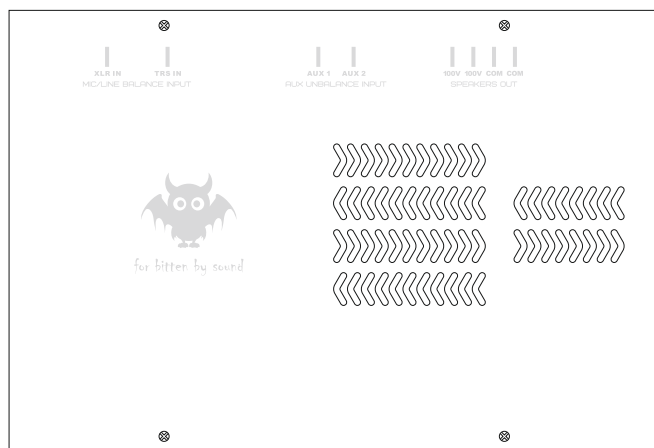 XLR IN TRS IN
MIC/LINE BALANCE INPUT
AUX 1 AUX 2
AUX UNBALANCE INPUT
100V 100V COM COM
SPEAKERS OUT
for bitten by sound